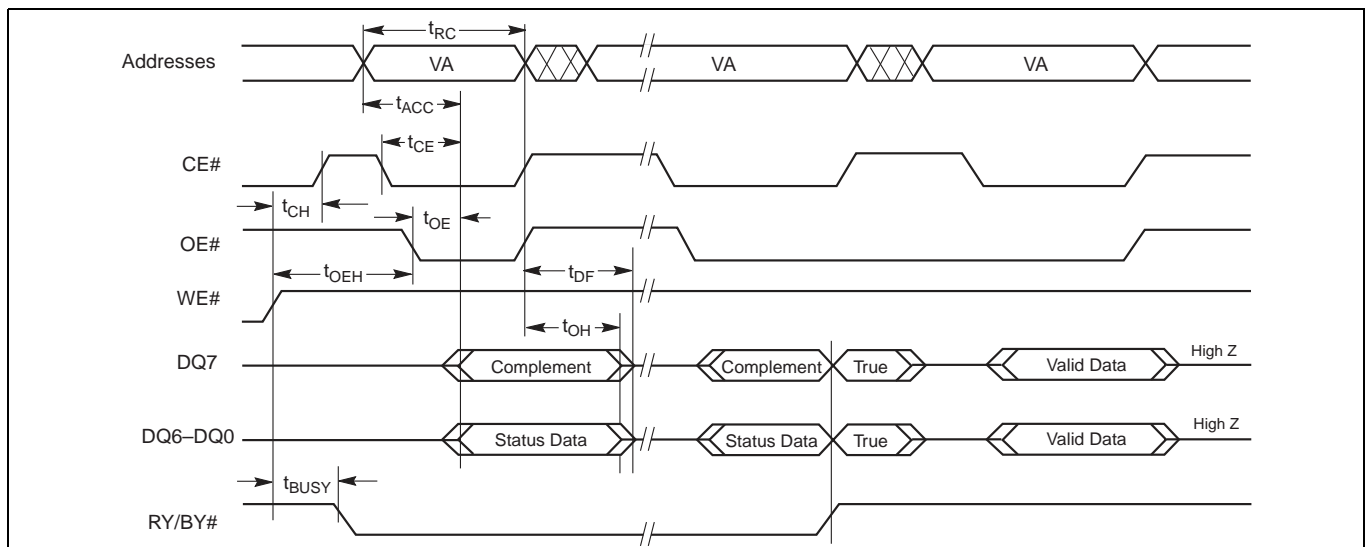 tRC
Addresses VA VA VA
tACC
tCE
CE#
tCH tOE
OE#
tOEH tDF
WE#
tOH
DQ7 Complement Complement True Valid Data High Z
DQ6–DQ0 Status Data Status Data True Valid Data High Z
tBUSY
RY/BY#